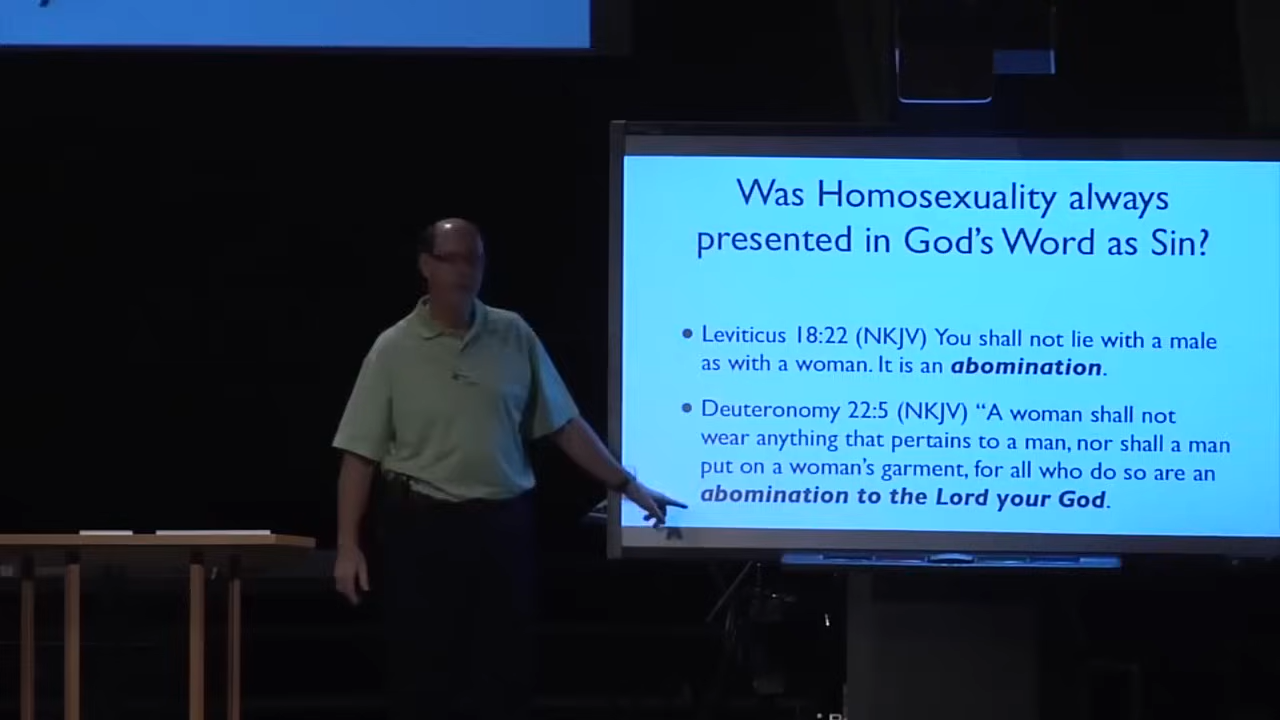 Was Homosexuality always
presented in God's Word as Sin?
• Leviticus 18:22 (NKJV) You shall not lie with a male
as with a woman. It is an abomination.
• Deuteronomy 22:5 (NKJV) “A woman shall not
wear anything that pertains to a man, nor shall a man
put on a woman's garment, for all who do so are an
abomination to the Lord your God.